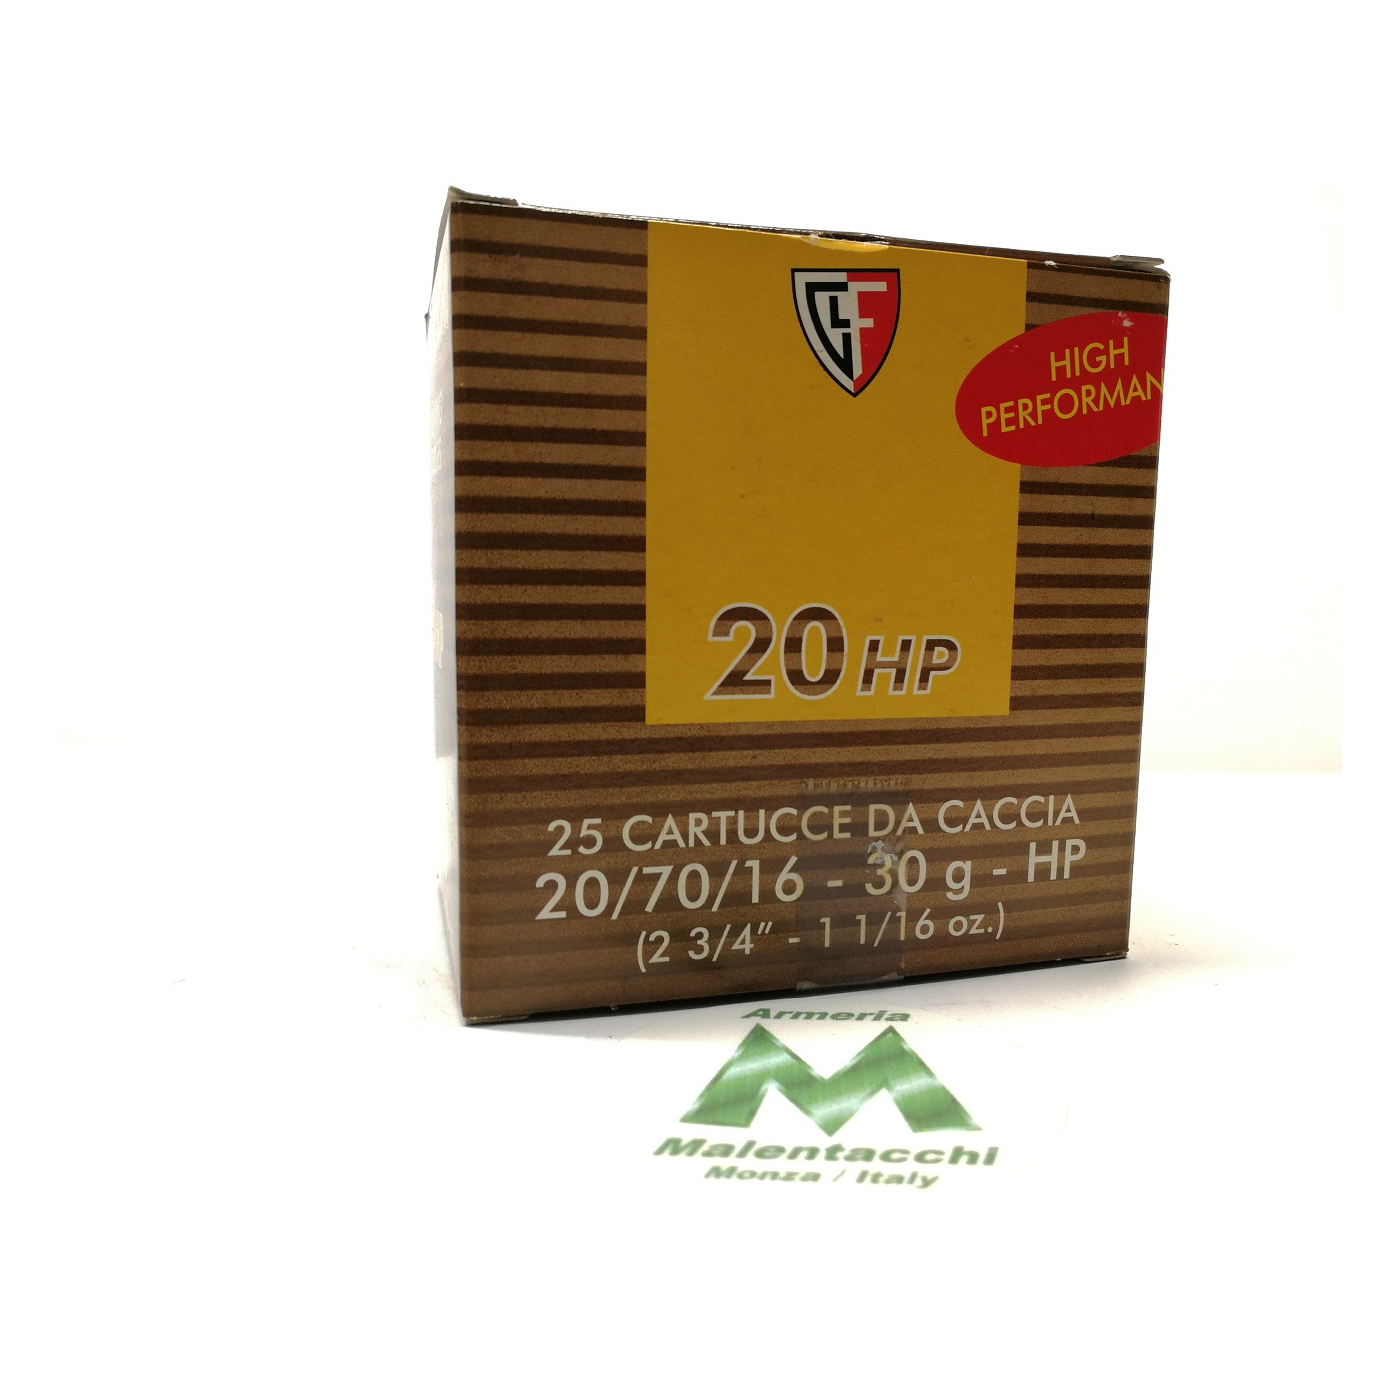 GLF
HIGH
PERFORMAN
20 HP
25 CARTUCCE DA CACCIA
20/70/16 - 30 g - HP
(2 3/4" - 1 1/16 oz.)
Armeria
M
Malentacchi
Monza / Italy